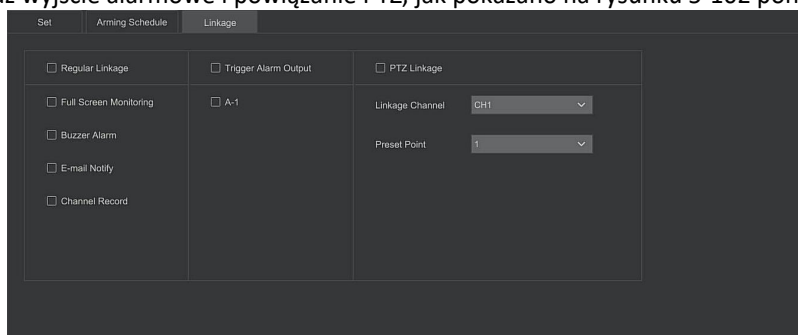 wyjście alarmowe i powiązanie PTZ, jak pokazano na rysunku 5-102
Set Arming Schedule Linkage
Regular Linkage Trigger Alarm Output PTZ Linkage
Full Screen Monitoring A-1 Linkage Channel CH1
Buzzer Alarm Preset Point 1
E-mail Notify
Channel Record